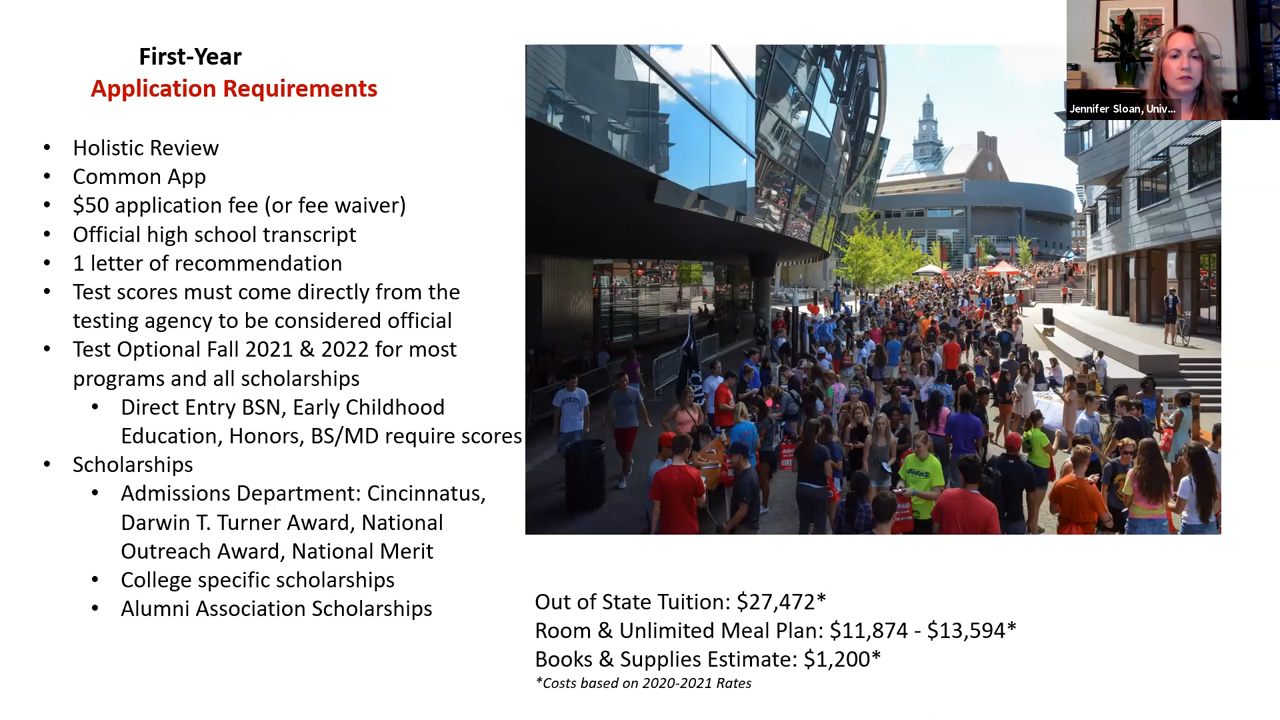 First-Year
Application Requirements
• Holistic Review
• Common App
• $50 application fee (or fee waiver)
• Official high school transcript
• 1 letter of recommendation
• Test scores must come directly from the
testing agency to be considered official
• Test Optional Fall 2021 & 2022 for most
programs and all scholarships
• Direct Entry BSN, Early Childhood
Education, Honors, BS/MD require scores
• Scholarships
• Admissions Department: Cincinnatus,
Darwin T. Turner Award, National
Outreach Award, National Merit
• College specific scholarships
• Alumni Association Scholarships
Jennifer Sloan, Univ...
Out of State Tuition: $27,472*
Room & Unlimited Meal Plan: $11,874 - $13,594*
Books & Supplies Estimate: $1,200*
*Costs based on 2020-2021 Rates